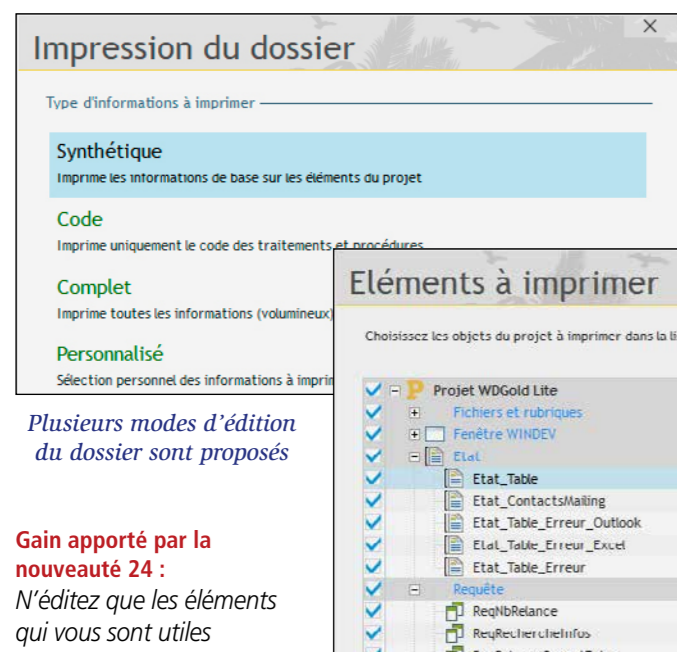 Impression du dossier
Type d'informations à imprimer
Synthétique
Imprime les informations de base sur les éléments du projet
Code
Imprime uniquement le code des traitements et procédures
Complet
Imprime toutes les informations (volumineux)
Personnalisé
Sélection personnel des informations à imprim
Plusieurs modes d'édition
du dossier sont proposés
Gain apporté par la
nouveauté 24 :
N'éditez que les éléments
qui vous sont utiles
Eléments à imprimer
Choisissez les objets du projet à imprimer dans la li
Projet WDGold Lite
Fichiers et rubriques
Fenêtre WINDEV
Etat
Etat_Table
Etat_ContactsMailing
Etat_Table_Erreur_Outlook
Etat_Table_Erreur_Excel
Etat_Table_Erreur
Requête
ReqNbRelance
ReqRechercheInfos